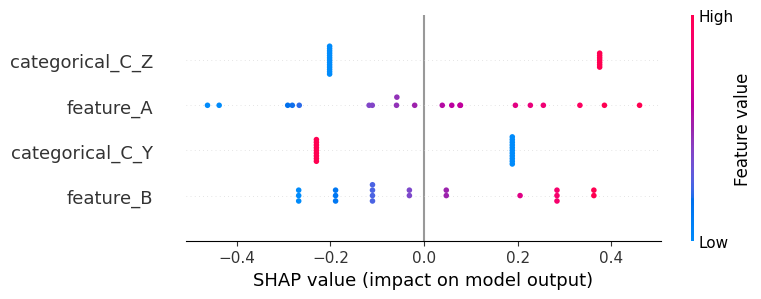 High
categorical_C_Z
feature_A
categorical_C_Y
feature_B
Feature value
Low
−0.4
−0.2
0.0
0.2
0.4
SHAP value (impact on model output)